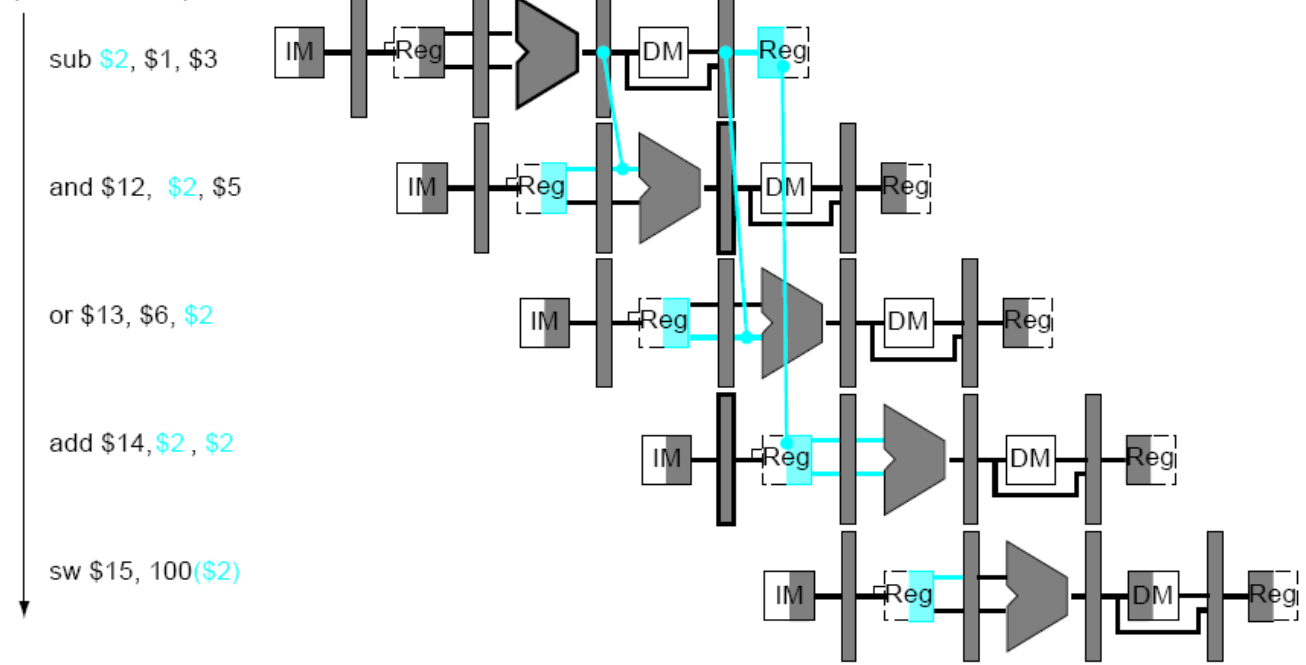 sub $2, $1, $3
IM Reg DM Reg
and $12, $2, $5
IM Reg DM Reg
or $13, $6, $2
IM Reg DM Reg
add $14,$2 , $2
IM Reg DM Reg
sw $15, 100($2)
IM Reg DM Reg